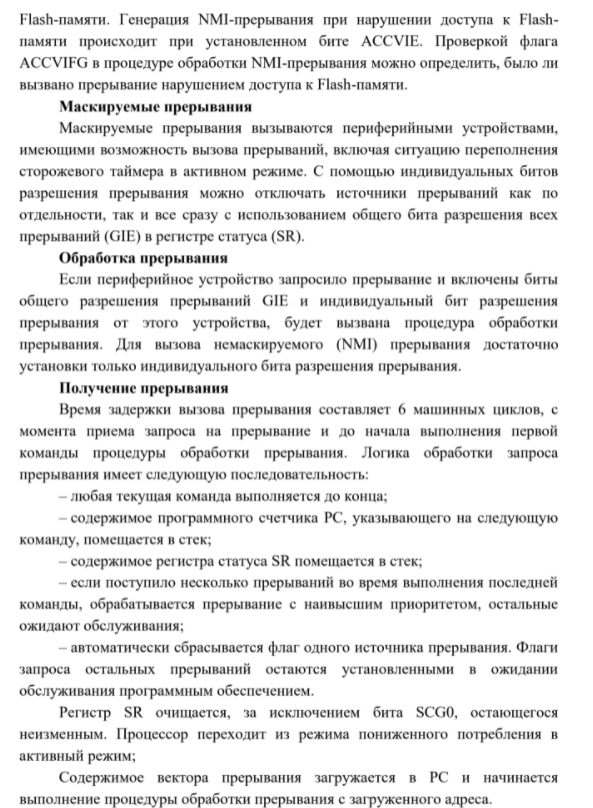 Flash-памяти. Генерация NMI-прерывания при нарушении доступа к Flash-
памяти происходит при установленном бите ACCVIE. Проверкой флага
ACCVIFG в процедуре обработки NMI-прерывания можно определить, было ли
вызвано прерывание нарушением доступа к Flash-памяти.
Маскируемые прерывания
Маскируемые прерывания вызываются периферийными устройствами,
имеющими возможность вызова прерываний, включая ситуацию переполнения
сторожевого таймера в активном режиме. С помощью индивидуальных битов
разрешения прерывания можно отключать источники прерываний как по
отдельности, так и все сразу с использованием общего бита разрешения всех
прерываний (GIE) в регистре статуса (SR).
Обработка прерывания
Если периферийное устройство запросило прерывание и включены биты
общего разрешения прерываний GIE и индивидуальный бит разрешения
прерывания от этого устройства, будет вызвана процедура обработки
прерывания. Для вызова немаскируемого (NMI) прерывания достаточно
установки только индивидуального бита разрешения прерывания.
Получение прерывания
Время задержки вызова прерывания составляет 6 машинных циклов, с
момента приема запроса на прерывание и до начала выполнения первой
команды процедуры обработки прерывания. Логика обработки запроса
прерывания имеет следующую последовательность:
– любая текущая команда выполняется до конца;
– содержимое программного счетчика PC, указывающего на следующую
команду, помещается в стек;
– содержимое регистра статуса SR помещается в стек;
– если поступило несколько прерываний во время выполнения последней
команды, обрабатывается прерывание с наивысшим приоритетом, остальные
ожидают обслуживания;
– автоматически сбрасывается флаг одного источника прерывания. Флаги
запроса остальных прерываний остаются установленными в ожидании
обслуживания программным обеспечением.
Регистр SR очищается, за исключением бита SCG0, остающегося
неизменным. Процессор переходит из режима пониженного потребления в
активный режим;
Содержимое вектора прерывания загружается в PC и начинается
выполнение процедуры обработки прерывания с загруженного адреса.